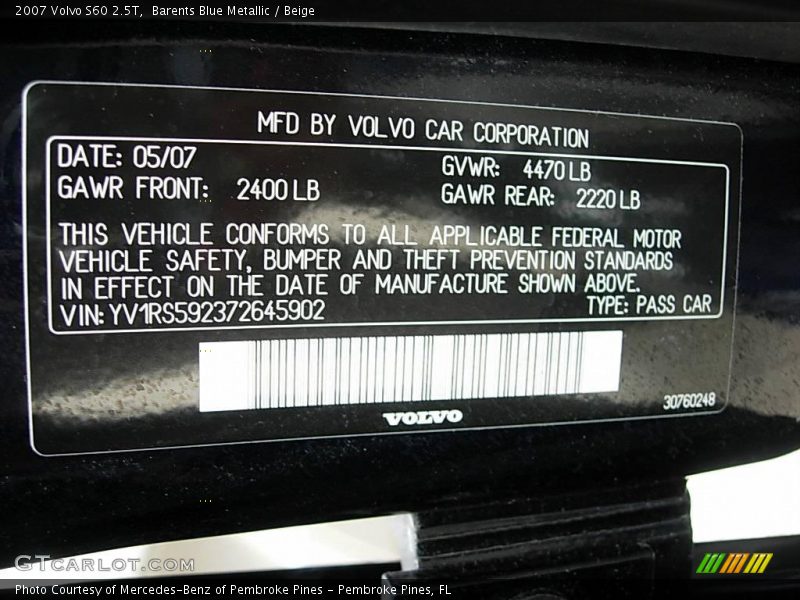 2007 Volvo S60 2.5T,  Barents Blue Metallic / Beige
MFD BY VOLVO CAR CORPORATION
DATE: 05/07 GVWR: 4470 LB
GAWR FRONT: 2400 LB GAWR REAR: 2220 LB
THIS VEHICLE CONFORMS TO ALL APPLICABLE FEDERAL MOTOR
VEHICLE SAFETY, BUMPER AND THEFT PREVENTION STANDARDS
IN EFFECT ON THE DATE OF MANUFACTURE SHOWN ABOVE.
VIN: YV1RS592372645902 TYPE: PASS CAR
VOLVO
30760248
GTCARLOT.COM
Photo Courtesy of Mercedes-Benz of Pembroke Pines - Pembroke Pines, FL